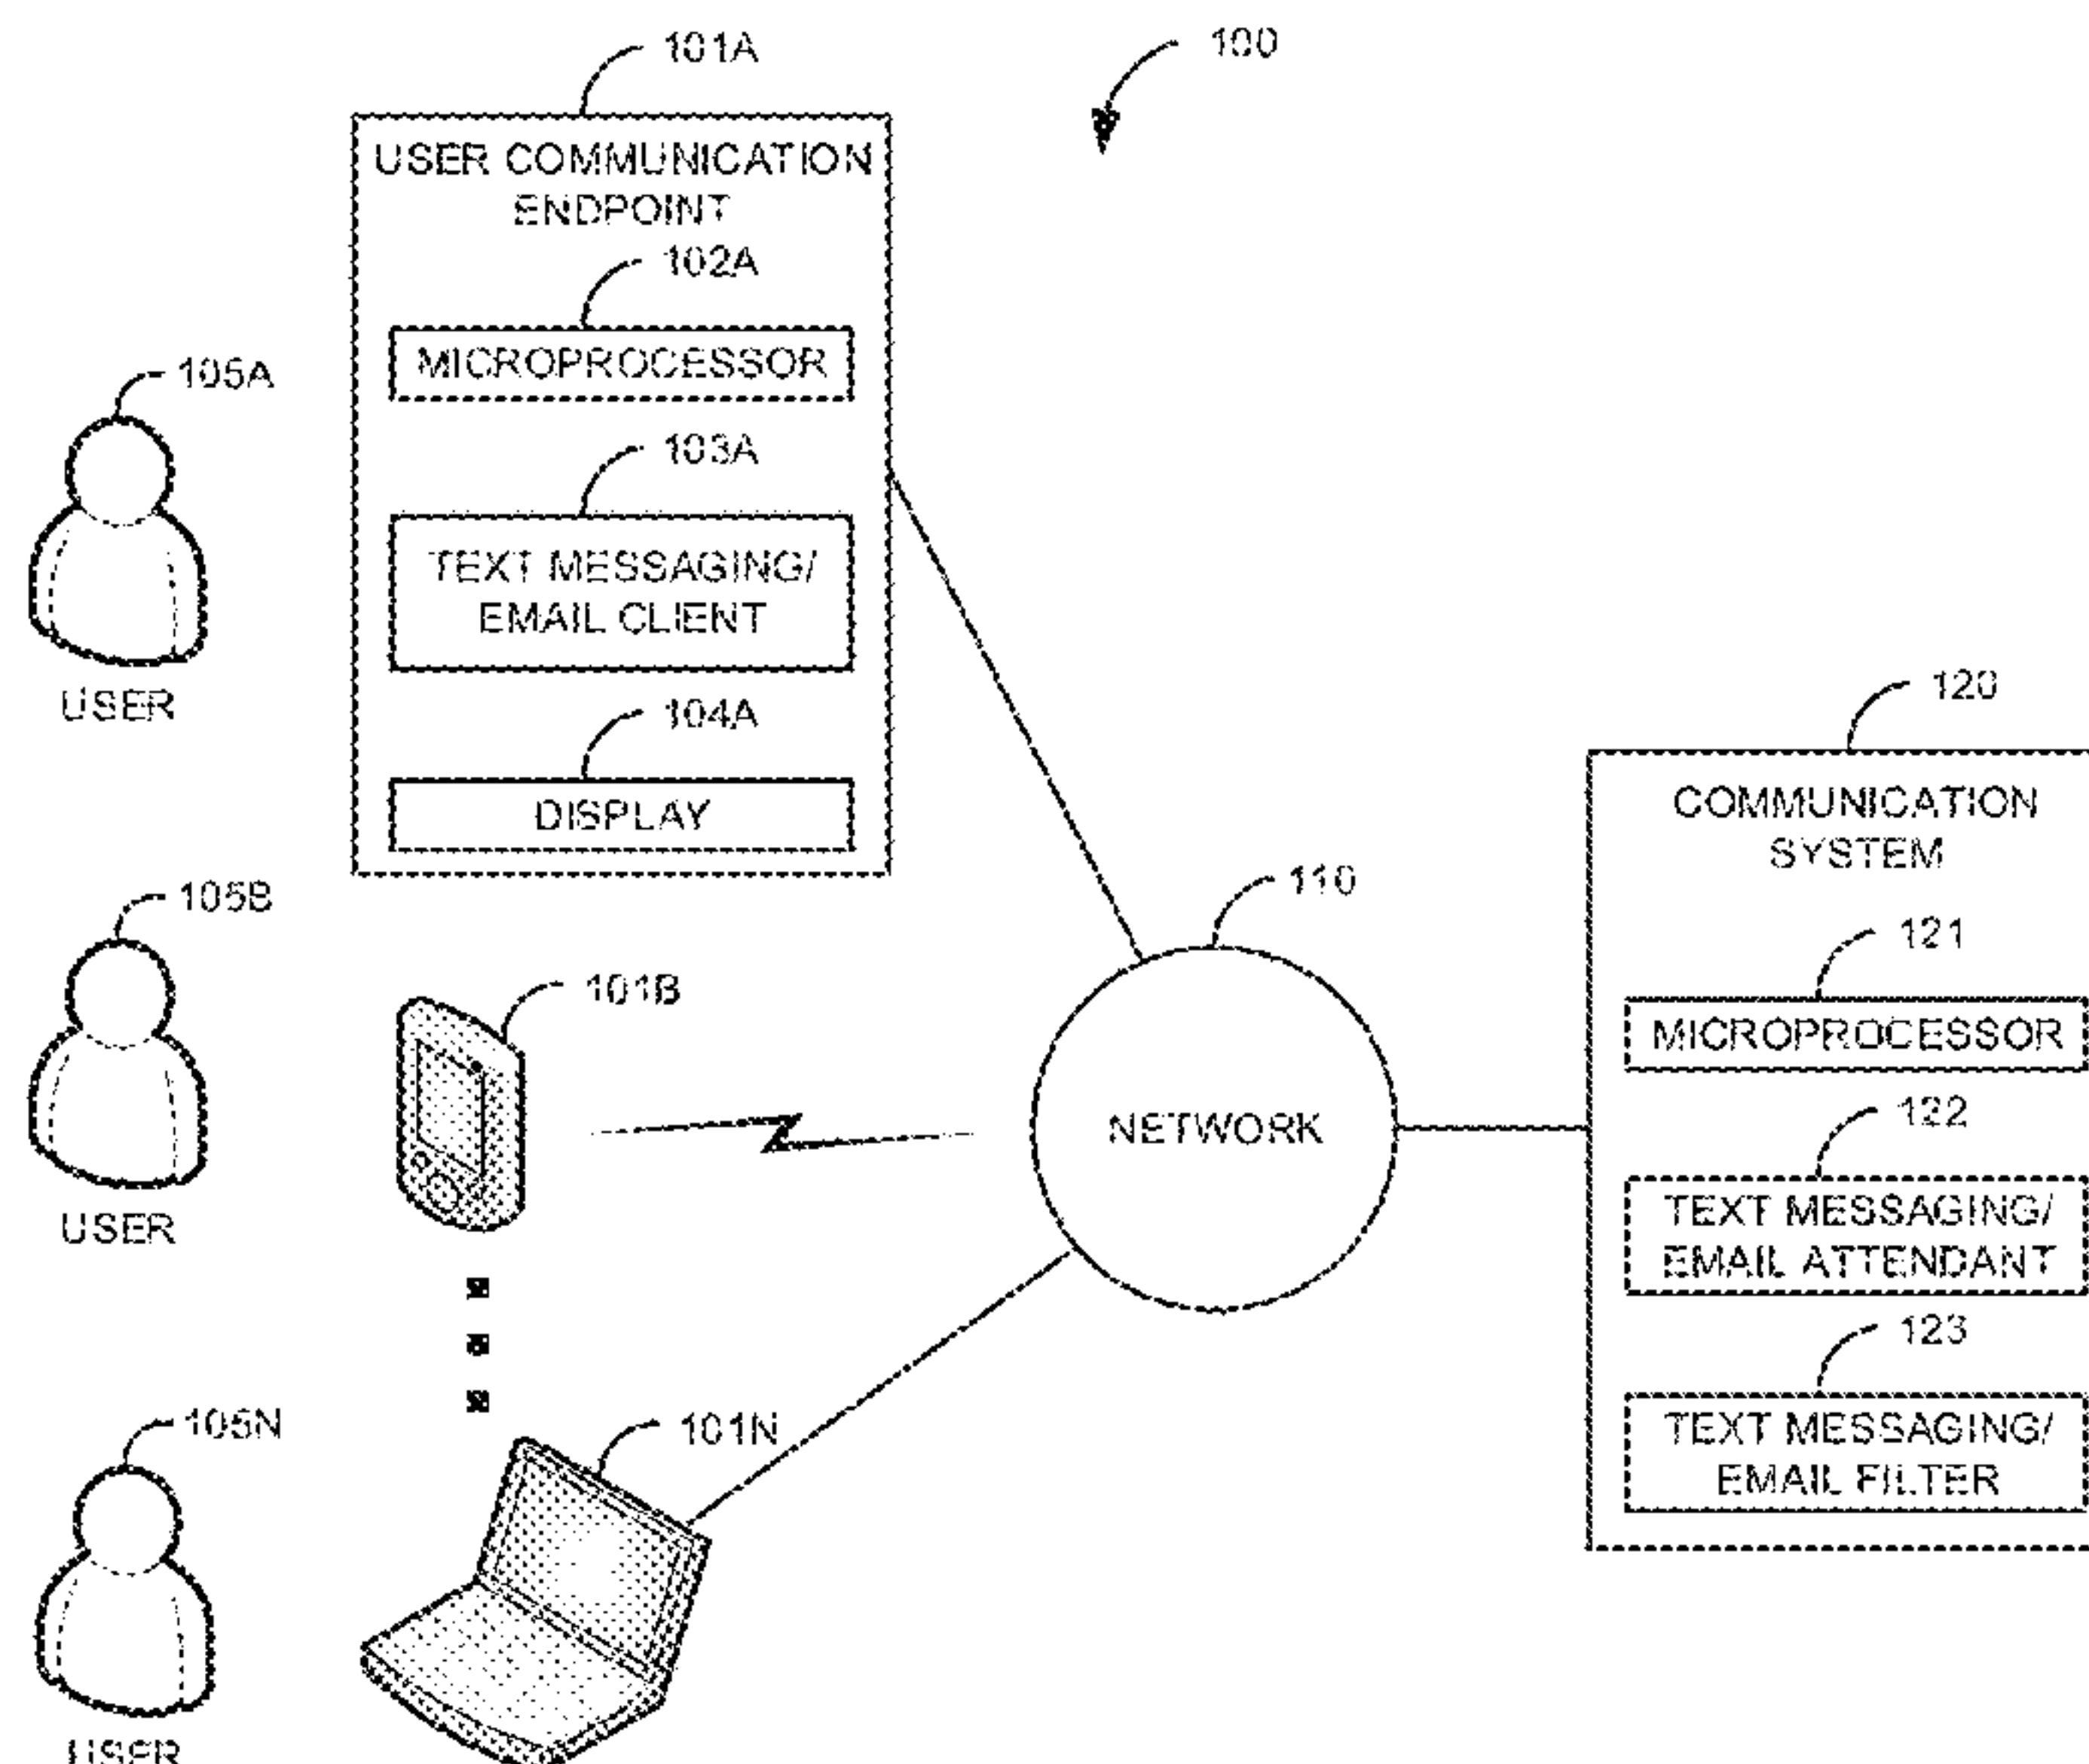 101A
100
USER COMMUNICATION
ENDPOINT
102A
MICROPROCESSOR
105A
103A
TEXT MESSAGING/
EMAIL CLIENT
USER
104A
DISPLAY
120
COMMUNICATION
SYSTEM
105B
110
121
101B
MICROPROCESSOR
NETWORK
122
USER
TEXT MESSAGING/
EMAIL ATTENDANT
123
105N
101N
TEXT MESSAGING/
EMAIL FILTER
USER